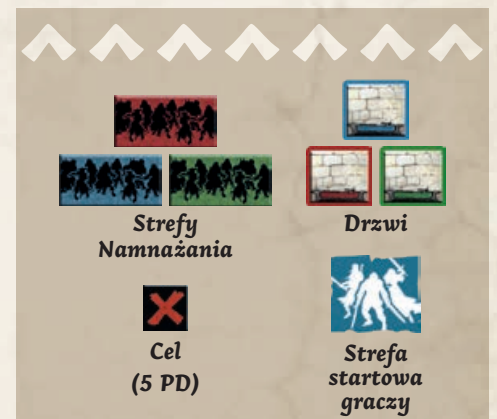 Strefy
Namnażania
Drzwi
Cel
(5 PD)
Strefa
startowa
graczy